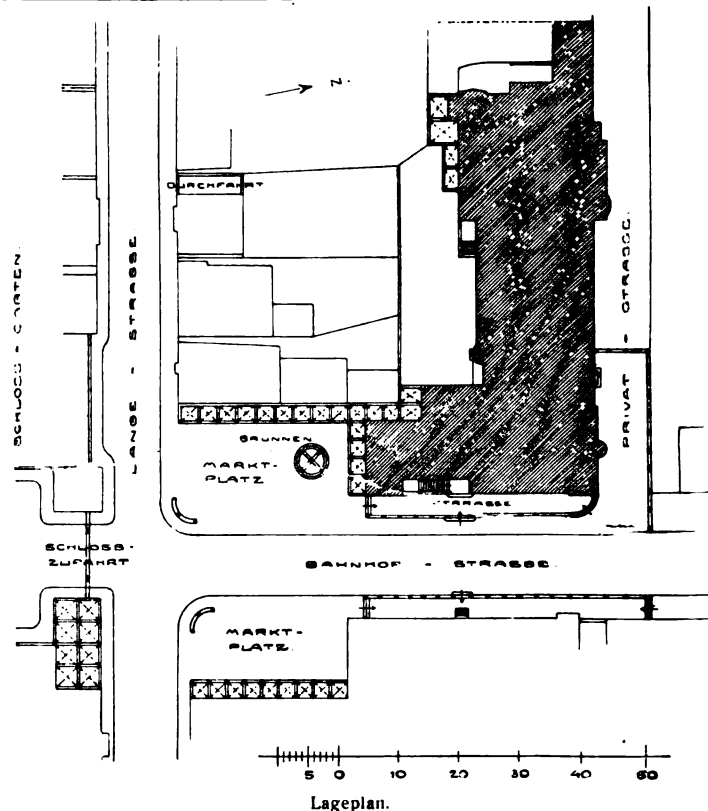 N.
DURCHFAHRT
SCHLOSS - GARTEN.
LANGE - STRASSE
PRIVAT - STRASSE.
BRUNNEN
MARKT-
PLATZ
TERRASSE
SCHLOSS-
ZUFAHRT
BAHNHOF - STRASSE.
MARKT-
PLATZ.
5 0 10 20 30 40 60
Lageplan.